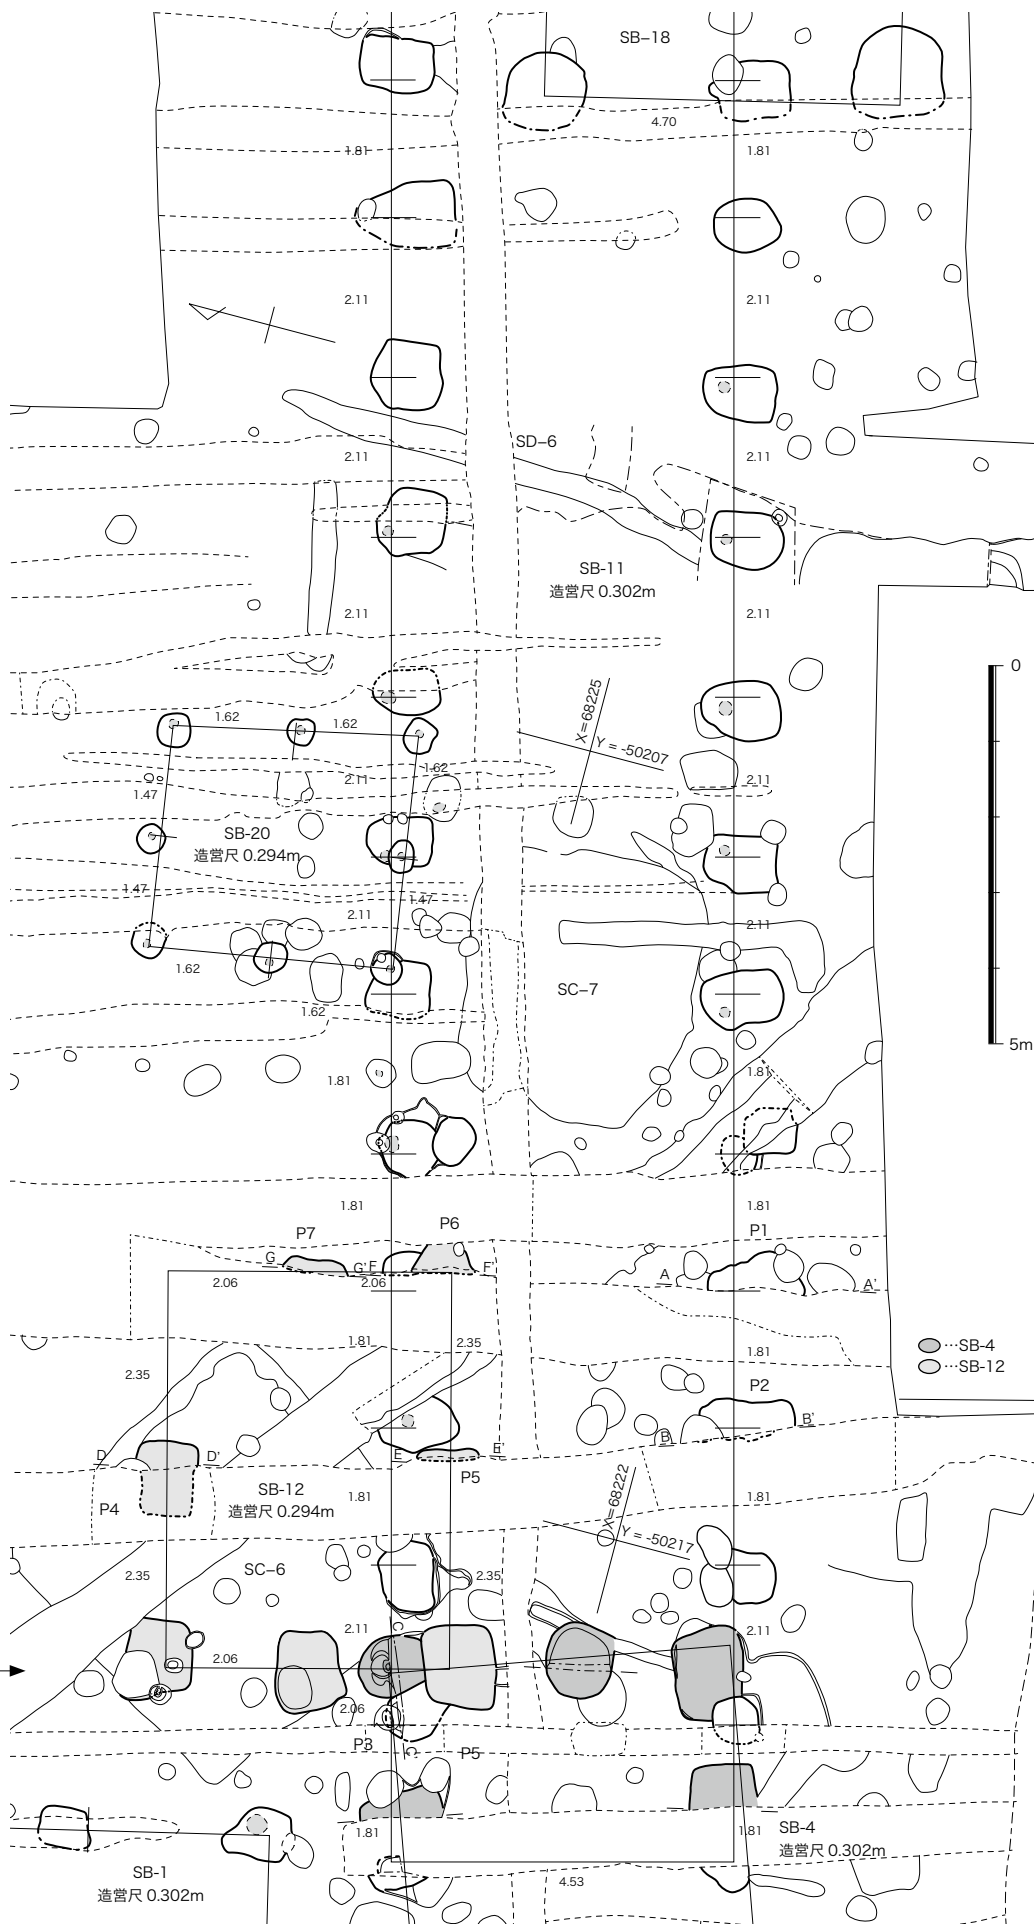 SB–18
4.70
1.81
1.81
2.11
2.11
SD–6
2.11
2.11
SB-11
造営尺 0.302m
2.11
2.11
0
X=68225
Y = -50207
1.62
1.62
1.62
2.11
2.11
1.47
SB-20
造営尺 0.294m
1.47
1.47
2.11
2.11
1.62
SC–7
1.62
5m
1.81
1.81
1.81
1.81
P7
P6
P1
G
G'
F
F'
A
A'
2.06
2.06
1.81
2.35
1.81
…SB-4
…SB-12
2.35
P2
B
B'
D
D'
E
E'
P5
P4
SB-12
造営尺 0.294m
1.81
1.81
X=68222
Y = -50217
SC–6
2.35
2.35
2.11
2.11
C
2.06
2.06
P3
C'
P5
1.81
1.81
SB-4
造営尺 0.302m
SB-1
造営尺 0.302m
4.53